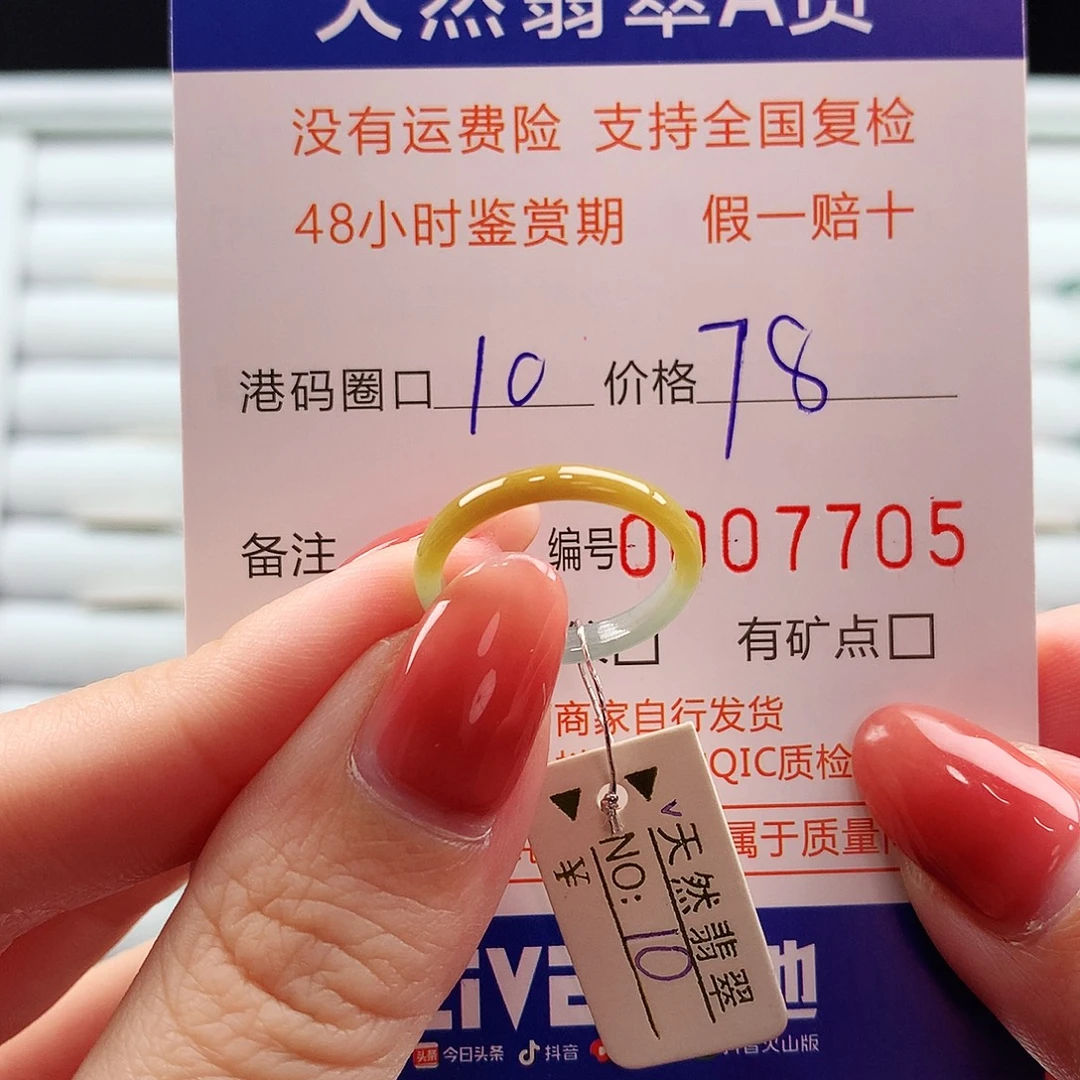 天然翡翠A货
没有运费险 支持全国复检
48小时鉴赏期 假一赔十
港码圈口 10 价格 78
备注 编号 0007705
有矿点□
商家自行发货
QIC质检
属于质量
天然翡翠
NO: 10
¥
LIVE
头条 今日头条 抖音 抖音火山版